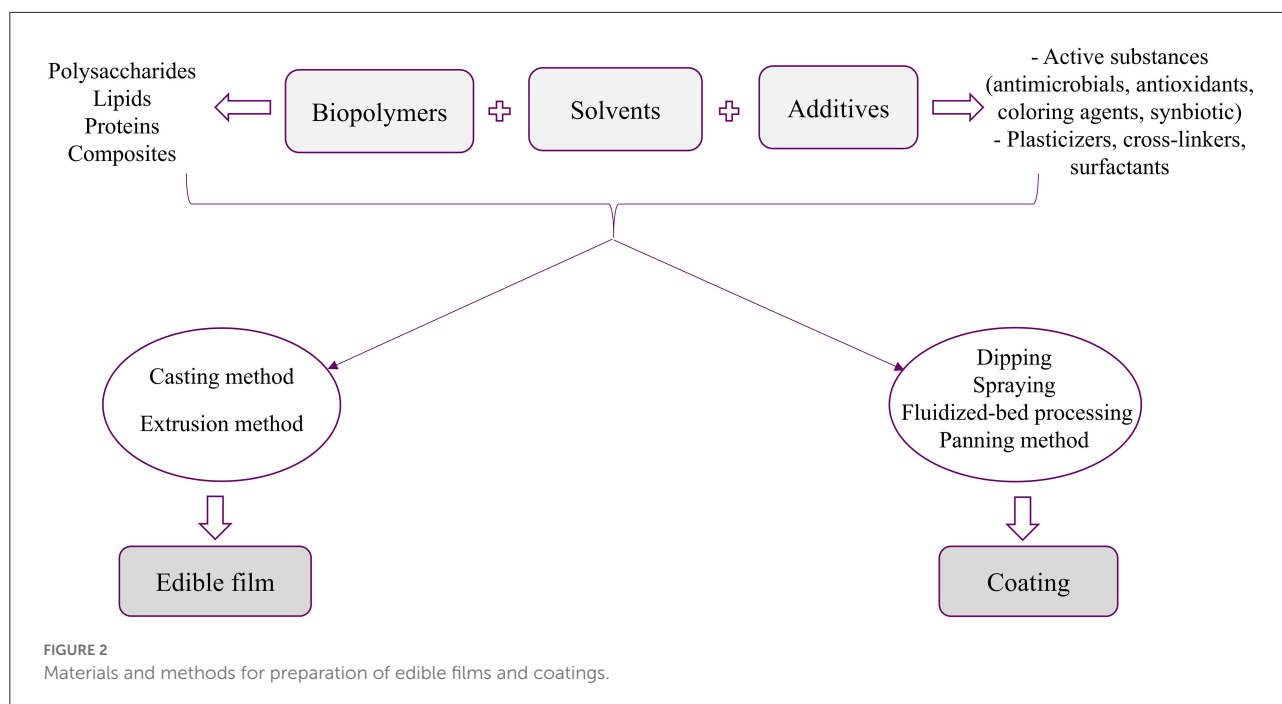 Polysaccharides
Lipids
Proteins
Composites
Biopolymers
Solvents
Additives
- Active substances
(antimicrobials, antioxidants,
coloring agents, synbiotic)
- Plasticizers, cross-linkers,
surfactants
Casting method
Extrusion method
Dipping
Spraying
Fluidized-bed processing
Panning method
Edible film
Coating
FIGURE 2
Materials and methods for preparation of edible films and coatings.